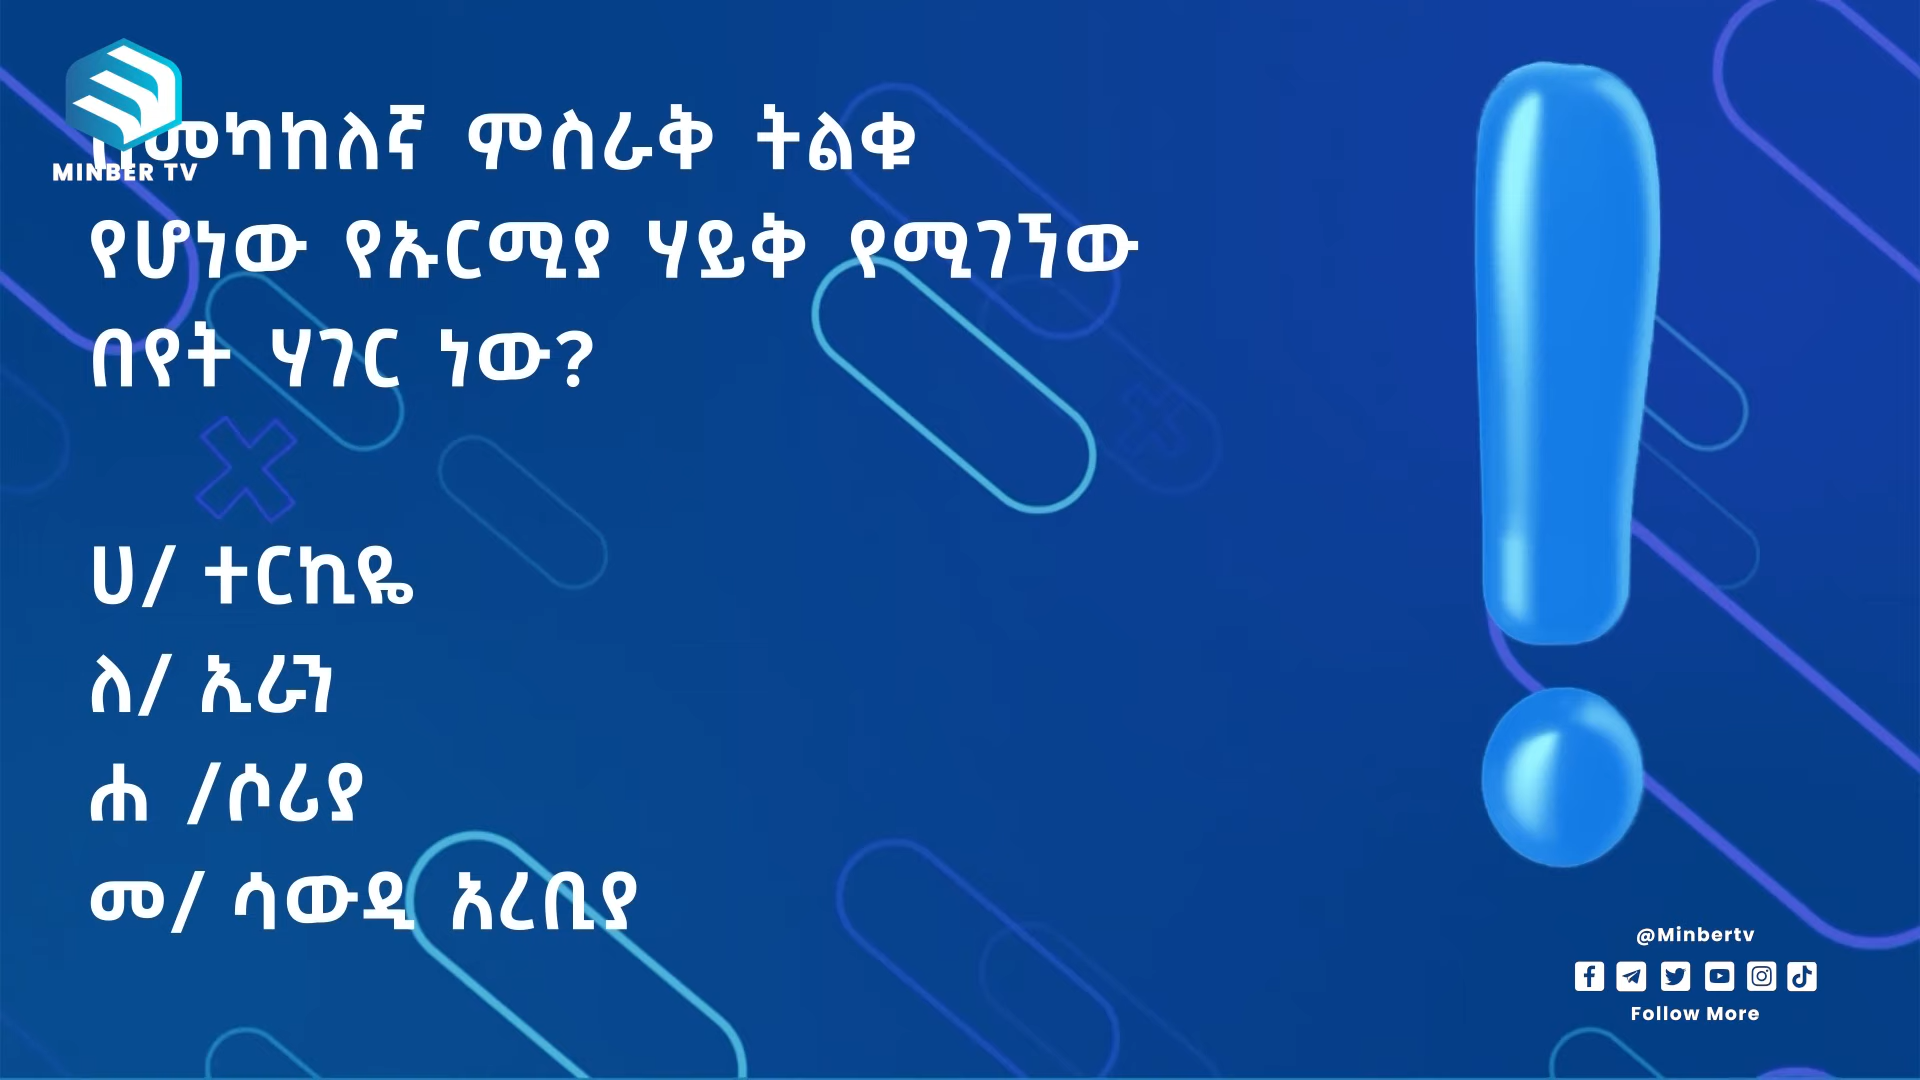 MINBER TV
ምስራቅ ትልቁ
የሆነው የኡርሚያ ሃይቅ የሚገኘው
በየት ሃገር ነው?
ሀ/ ተርኪዬ
ለ/ ኢራን
ሐ /ሶሪያ
መ/ ሳውዲ አረቢያ
@Minbertv
Follow More